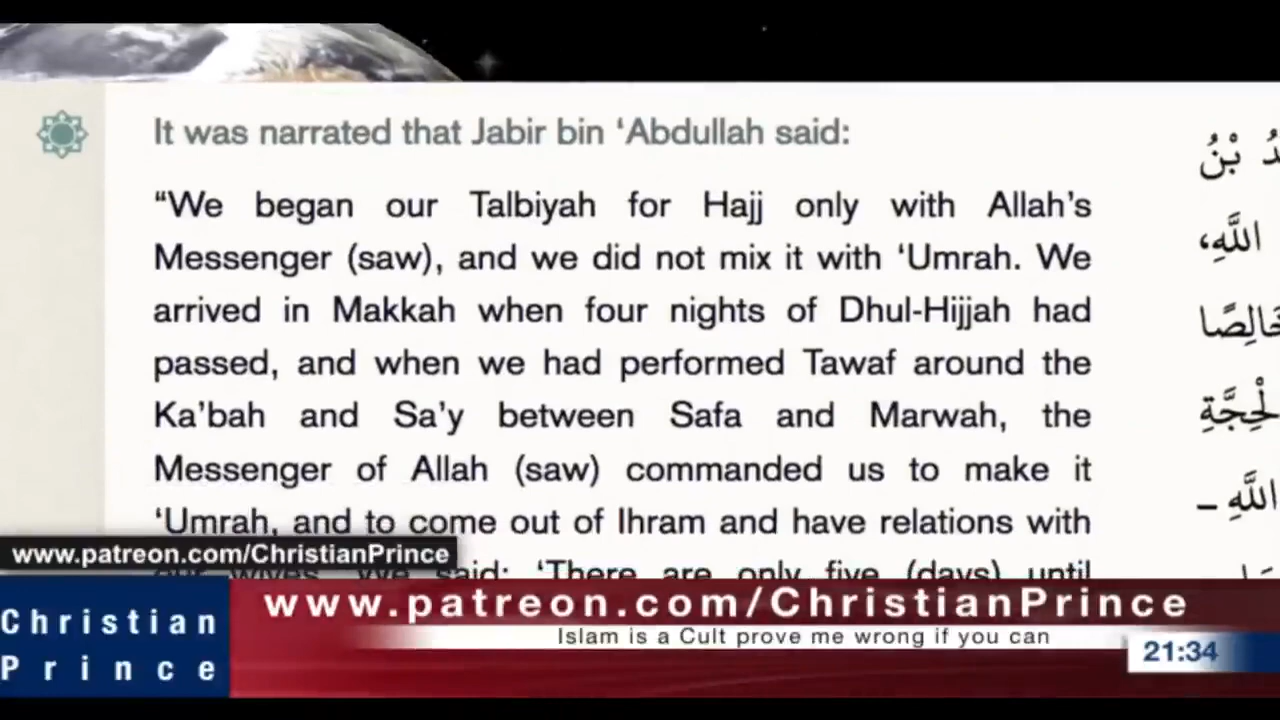 It was narrated that Jabir bin ‘Abdullah said:
“We began our Talbiyah for Hajj only with Allah’s
Messenger (saw), and we did not mix it with ‘Umrah. We
arrived in Makkah when four nights of Dhul-Hijjah had
passed, and when we had performed Tawaf around the
Ka’bah and Sa’y between Safa and Marwah, the
Messenger of Allah (saw) commanded us to make it
‘Umrah, and to come out of Ihram and have relations with
our wives. We said: ‘There are only five (days) until
بْنُ
اللَّهِ،
اللَّهِ –
www.patreon.com/ChristianPrince
Christian
Prince
www.patreon.com/ChristianPrince
Islam is a Cult prove me wrong if you can
21:34